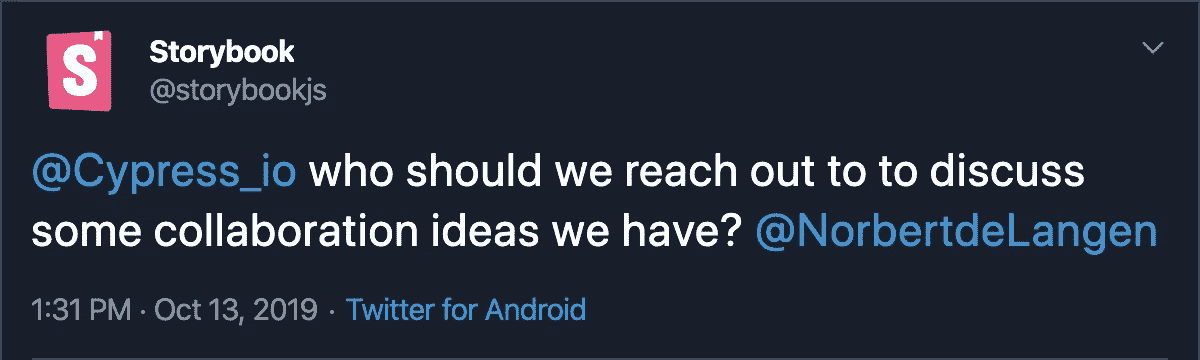 S
Storybook
@storybookjs
@Cypress_io who should we reach out to to discuss
some collaboration ideas we have? @NorbertdeLangen
1:31 PM · Oct 13, 2019 · Twitter for Android